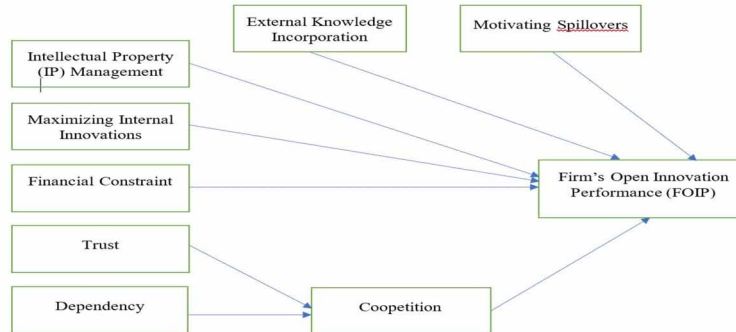 External Knowledge
Incorporation
Motivating Spillovers
Intellectual Property
(IP) Management
Maximizing Internal
Innovations
Financial Constraint
Firm's Open Innovation
Performance (FOIP)
Trust
Dependency
Coopetition